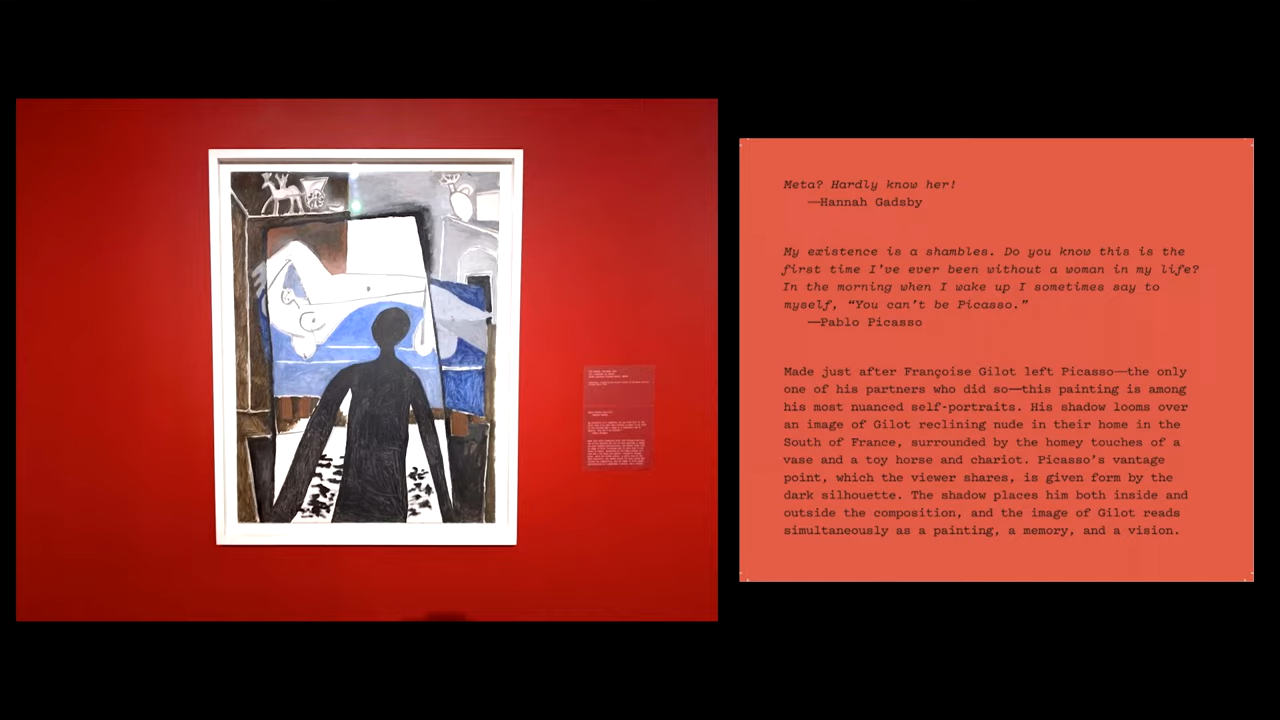 Meta? Hardly know her!
—Hannah Gadsby
My existence is a shambles. Do you know this is the
first time I've ever been without a woman in my life?
In the morning when I wake up I sometimes say to
myself, “You can't be Picasso.”
—Pablo Picasso
Made just after Françoise Gilot left Picasso—the only
one of his partners who did so—this painting is among
his most nuanced self-portraits. His shadow looms over
an image of Gilot reclining nude in their home in the
South of France, surrounded by the homey touches of a
vase and a toy horse and chariot. Picasso's vantage
point, which the viewer shares, is given form by the
dark silhouette. The shadow places him both inside and
outside the composition, and the image of Gilot reads
simultaneously as a painting, a memory, and a vision.